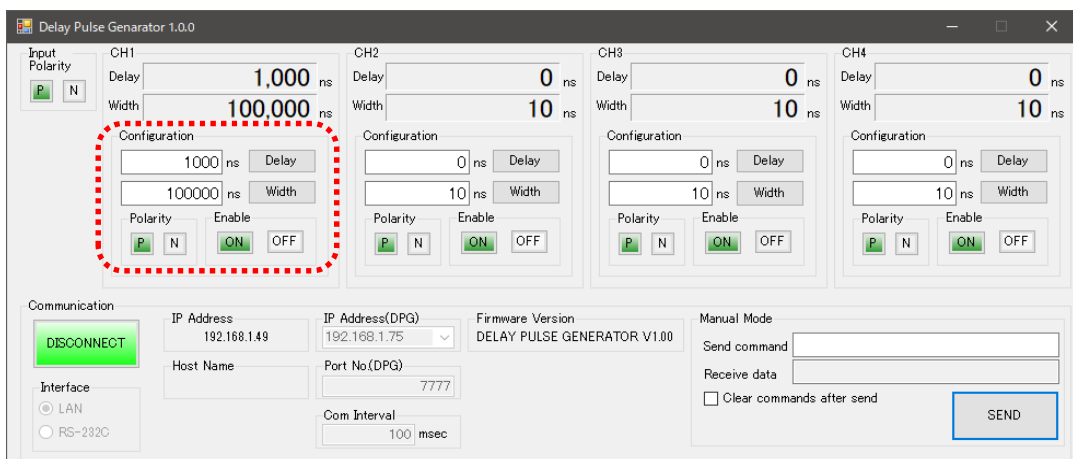 Delay Pulse Genarator 1.0.0
Input Polarity
P N
CH1
Delay 1,000 ns
Width 100,000 ns
Configuration
1000 ns Delay
100000 ns Width
Polarity Enable
P N ON OFF
CH2
Delay 0 ns
Width 10 ns
Configuration
0 ns Delay
10 ns Width
Polarity Enable
P N ON OFF
CH3
Delay 0 ns
Width 10 ns
Configuration
0 ns Delay
10 ns Width
Polarity Enable
P N ON OFF
CH4
Delay 0 ns
Width 10 ns
Configuration
0 ns Delay
10 ns Width
Polarity Enable
P N ON OFF
Communication
DISCONNECT
Interface
LAN
RS-232C
IP Address
192.168.1.49
Host Name
IP Address(DPG)
192.168.1.75
Port No.(DPG)
7777
Com Interval
100 msec
Firmware Version
DELAY PULSE GENERATOR V1.00
Manual Mode
Send command
Receive data
Clear commands after send
SEND